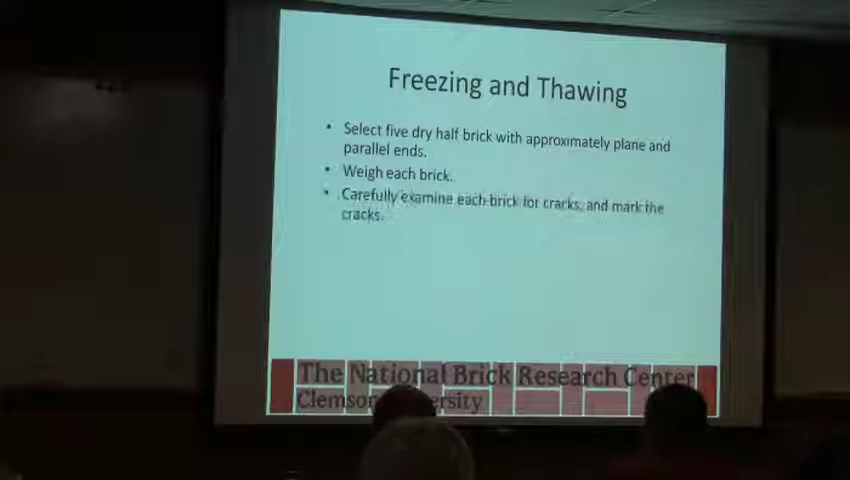 Freezing and Thawing
• Select five dry half brick with approximately plane and
parallel ends.
• Weigh each brick.
• Carefully examine each brick for cracks, and mark the
cracks.
The National Brick Research Center
Clemson ersity